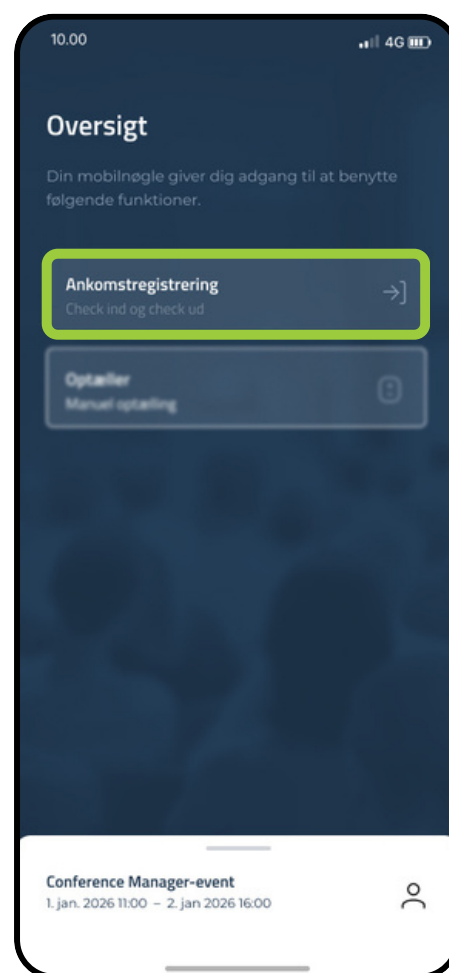 10.00
4G
Oversigt
Din mobilnøgle giver dig adgang til at benytte
følgende funktioner.
Ankomstregistrering
Check ind og check ud
Optæller
Manuel optælling
Conference Manager-event
1. jan. 2026 11:00 – 2. jan 2026 16:00